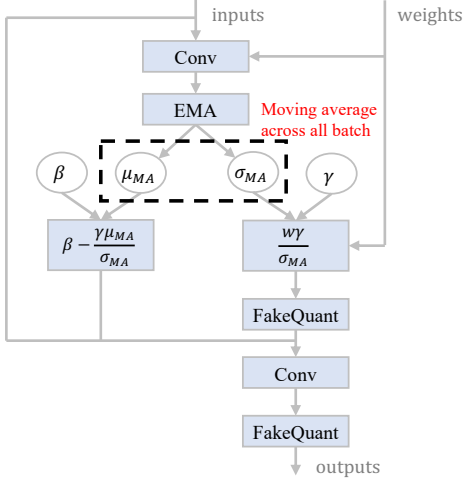 inputs
weights
Conv
EMA
Moving average
across all batch
β
μ_MA
σ_MA
γ
β − γμ_MA/σ_MA
wγ/σ_MA
FakeQuant
Conv
FakeQuant
outputs